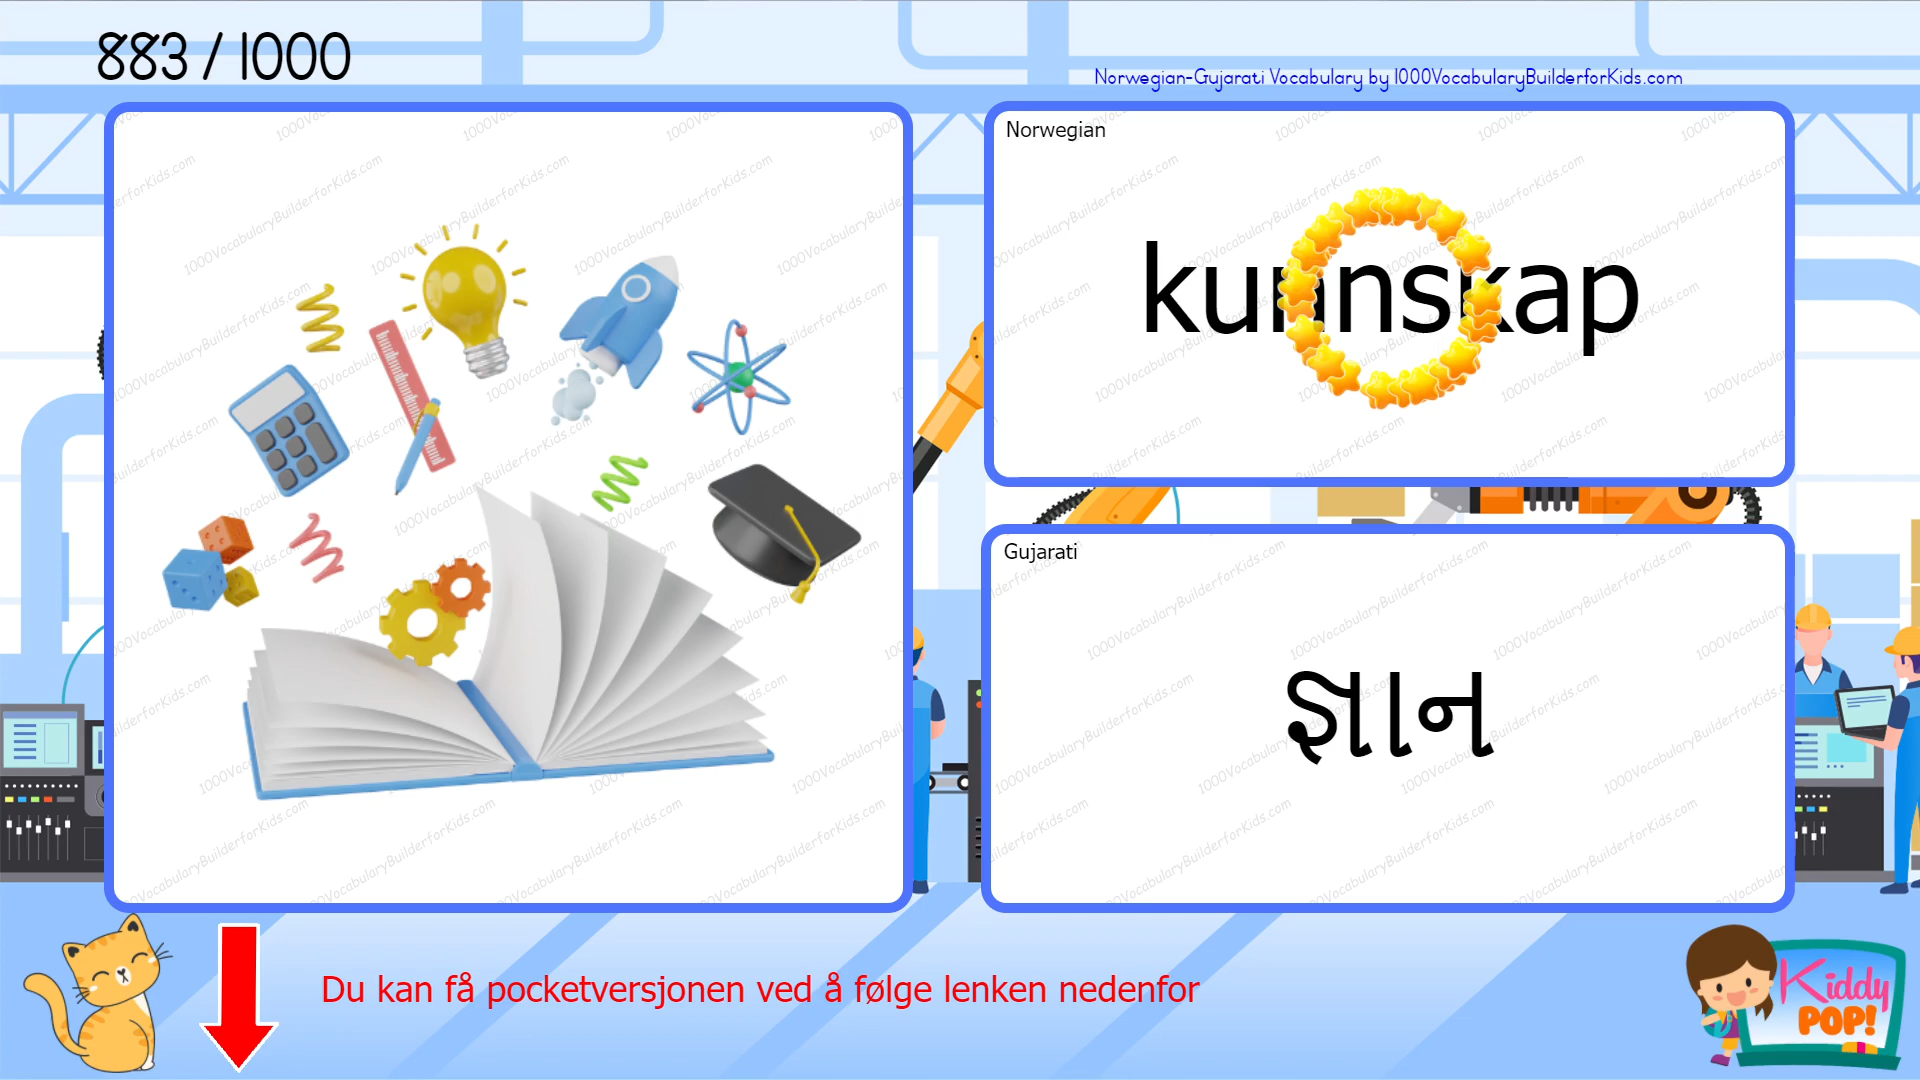 883 / 1000
Norwegian-Gujarati Vocabulary by 1000VocabularyBuilderforKids.com
Norwegian
kunnskap
Gujarati
જ્ઞાન
Du kan få pocketversjonen ved å følge lenken nedenfor
Kiddy
POP!